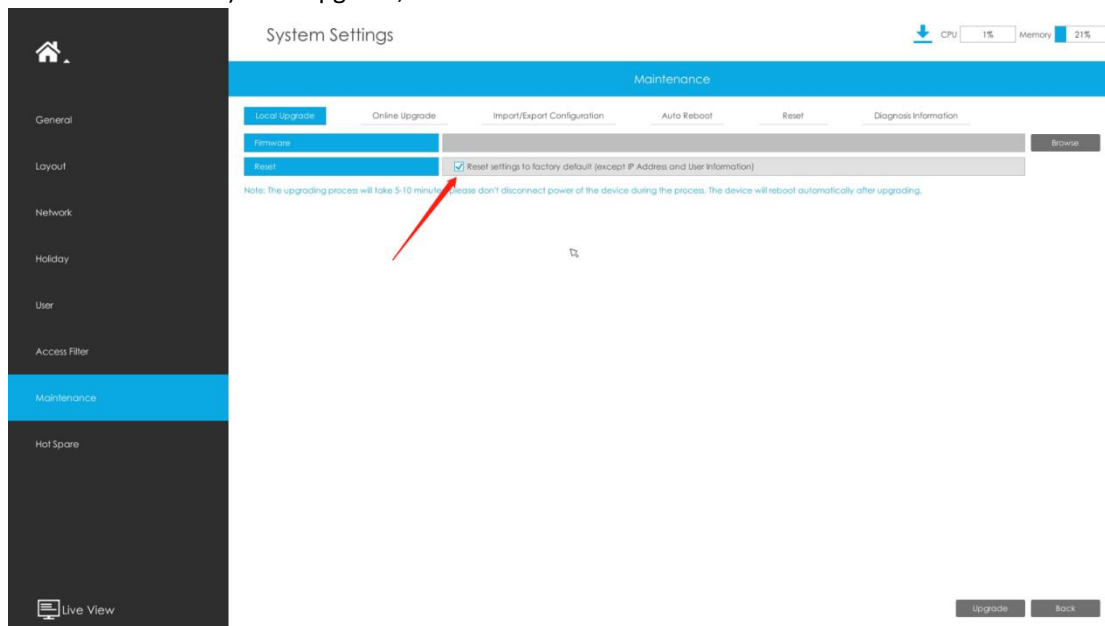 System Settings
CPU 1% Memory 21%
Maintenance
General
Layout
Network
Holiday
User
Access Filter
Maintenance
Hot Spare
Live View
Local Upgrade Online Upgrade Import/Export Configuration Auto Reboot Reset Diagnosis Information
Firmware Browse
Reset Reset settings to factory default (except IP Address and User Information)
Note: The upgrading process will take 5-10 minutes, please don't disconnect power of the device during the process. The device will reboot automatically after upgrading.
Upgrade Back